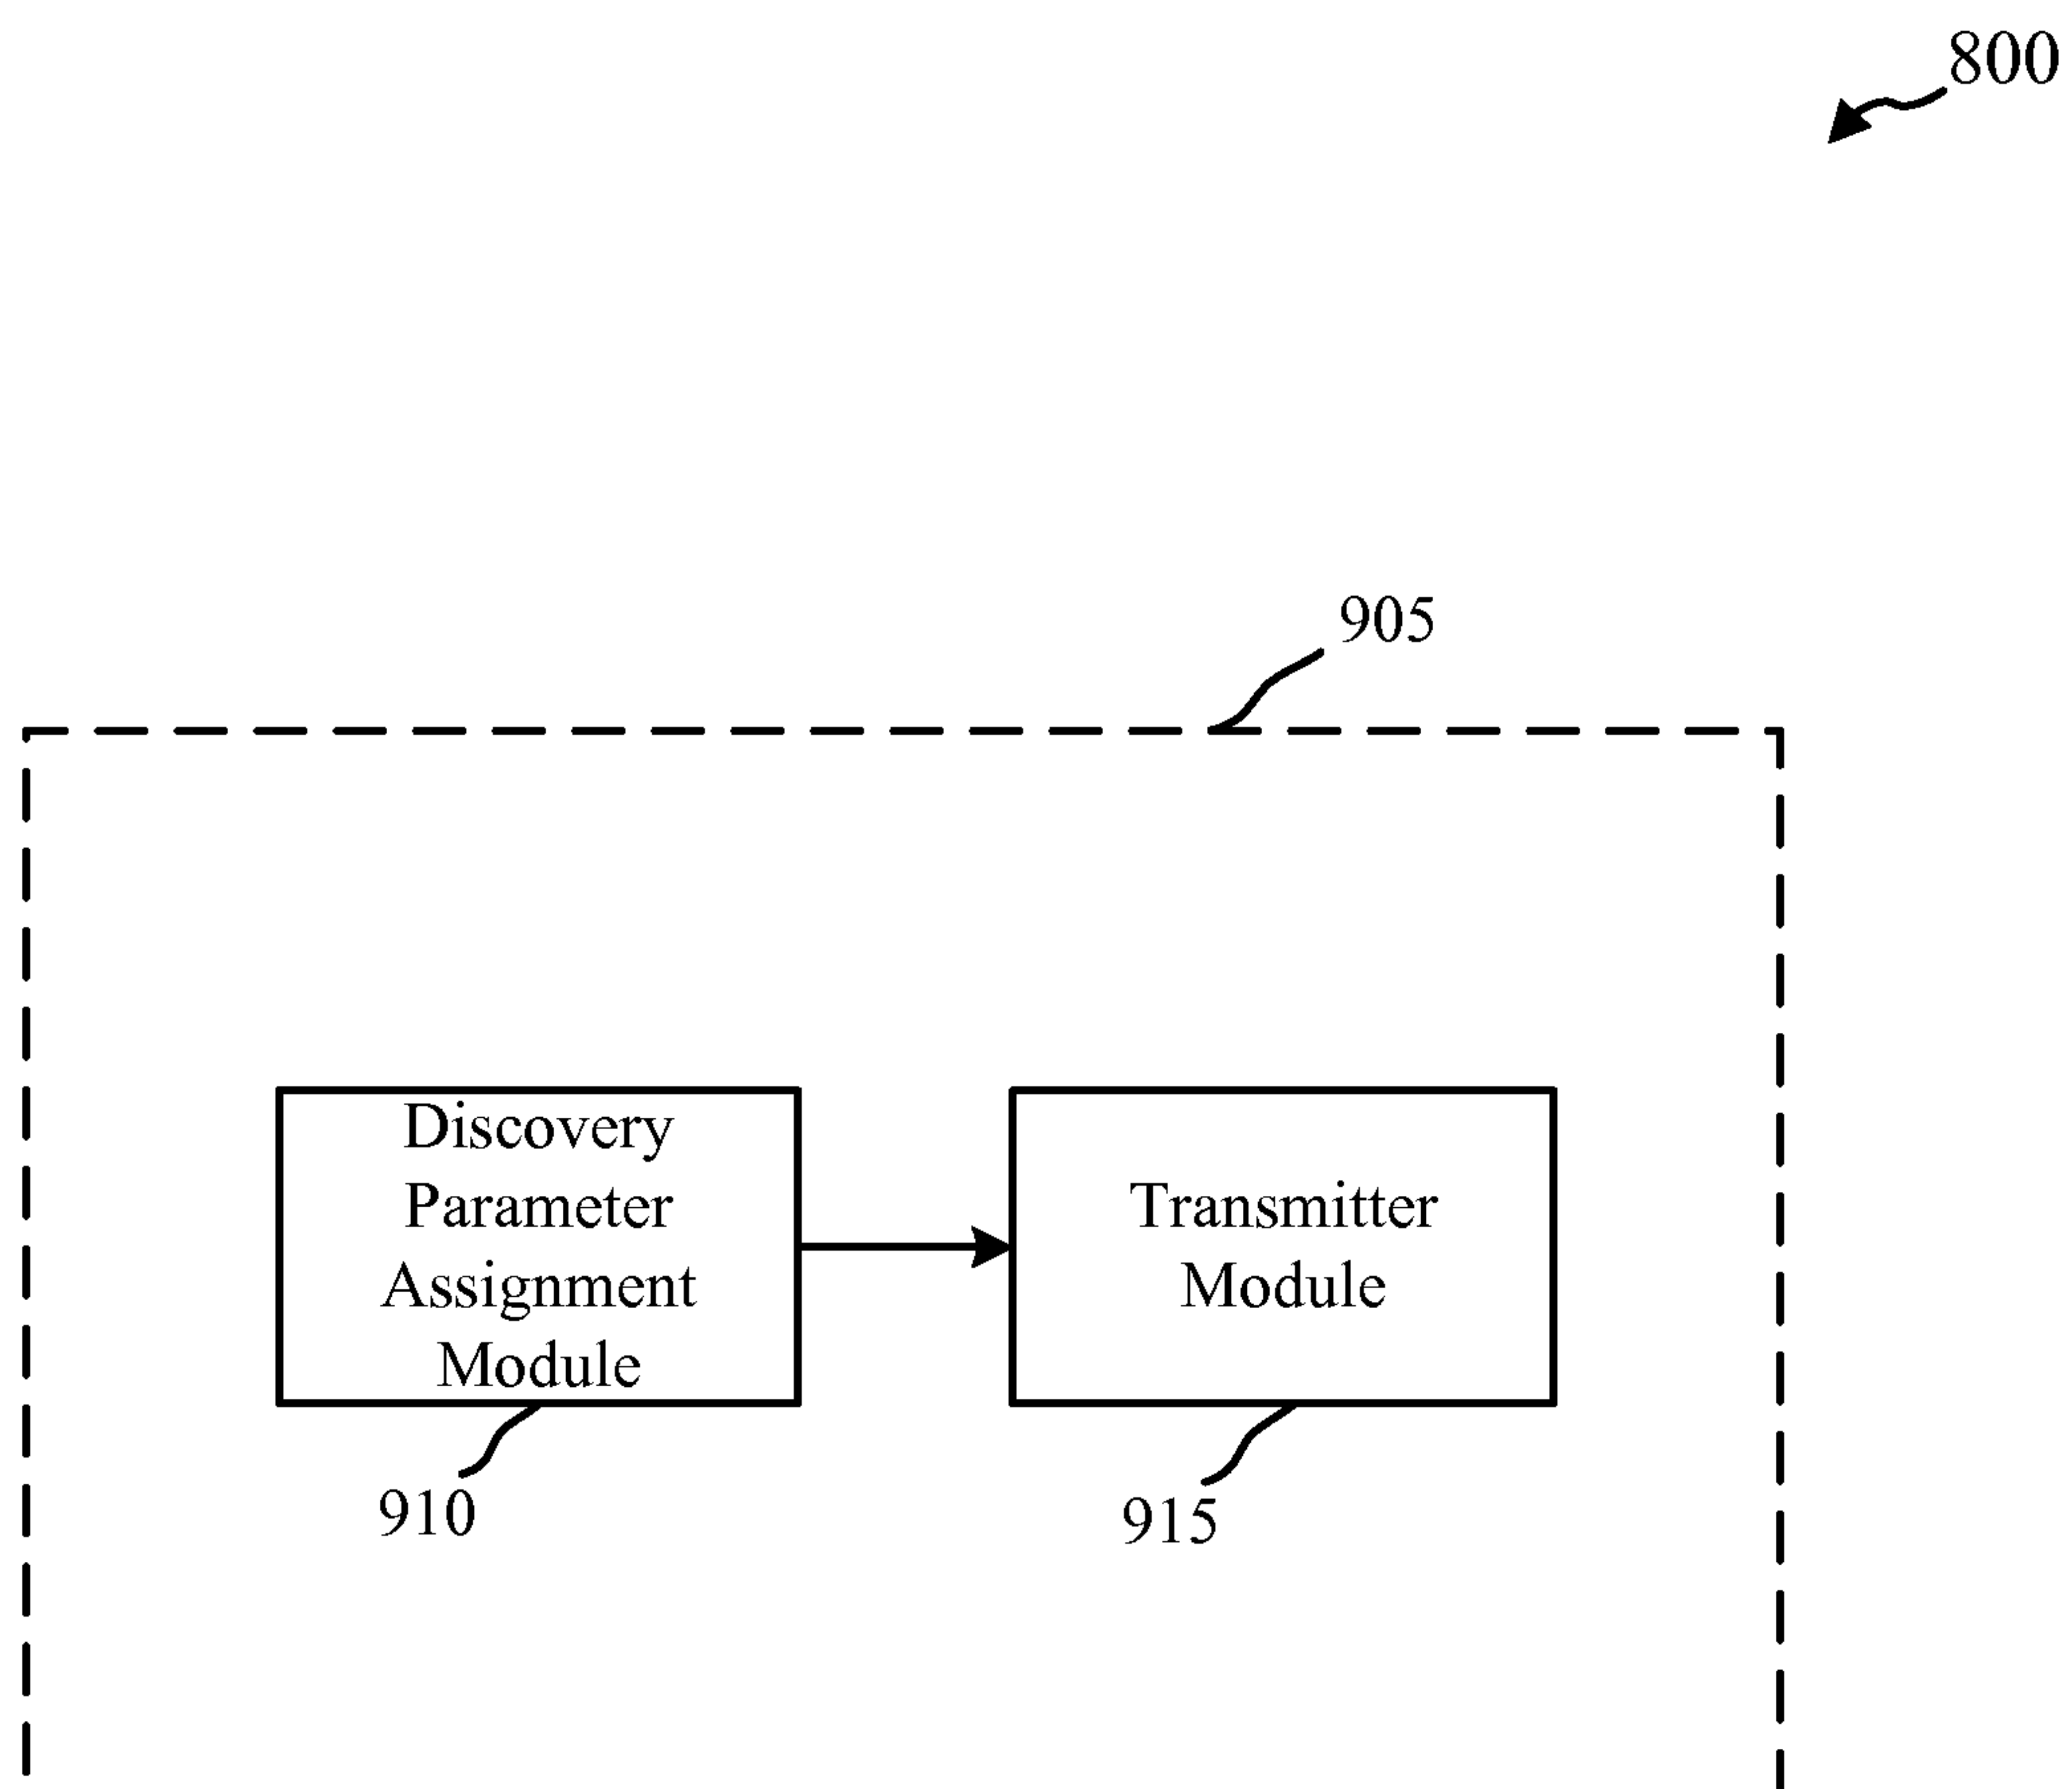 800
905
Discovery
Parameter
Assignment
Module
Transmitter
Module
910
915